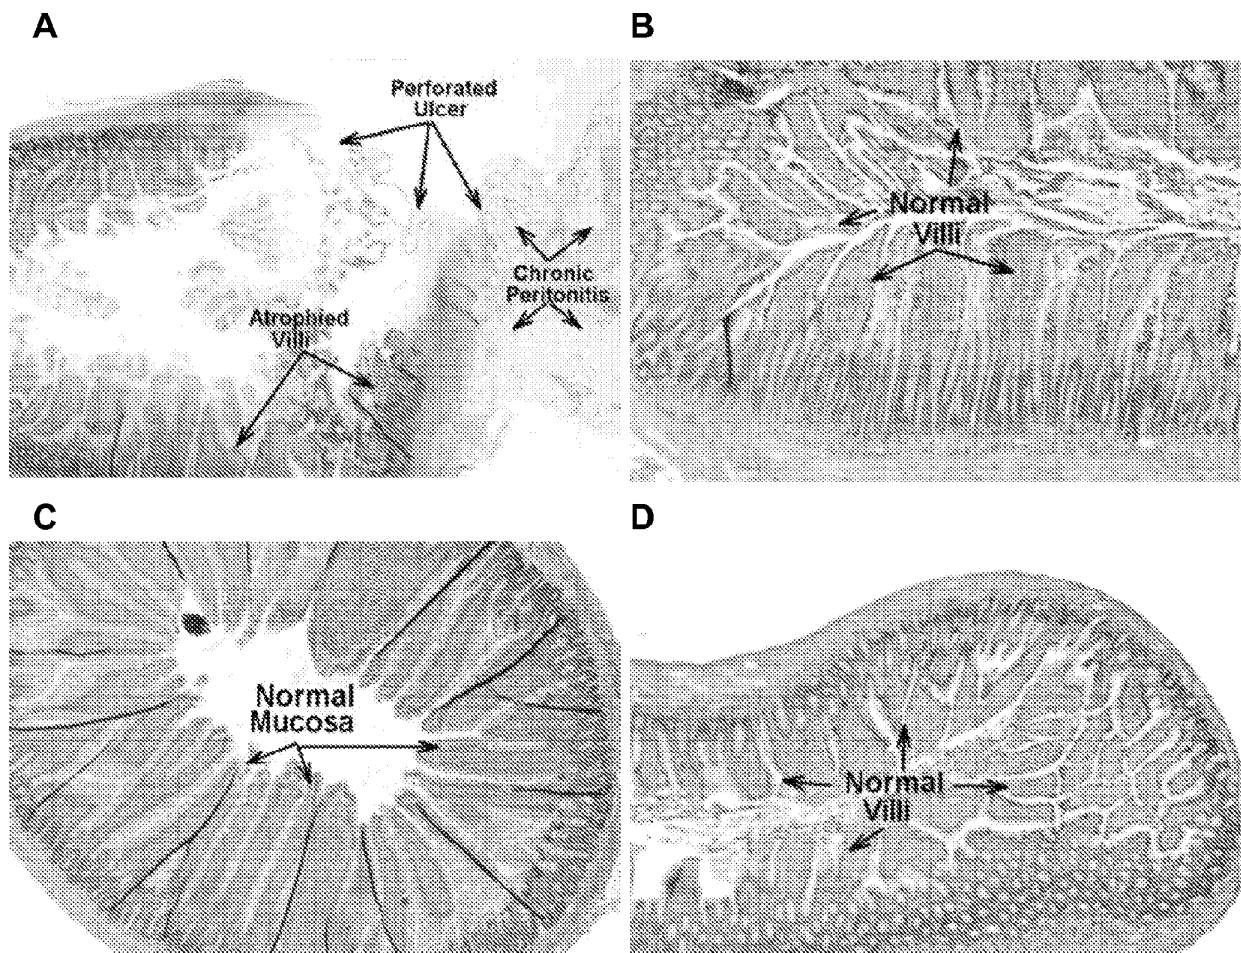 A
B
Perforated
Ulcer
Normal
Villi
Chronic
Peritonitis
Atrophied
Villi
C
D
Normal
Mucosa
Normal
Villi